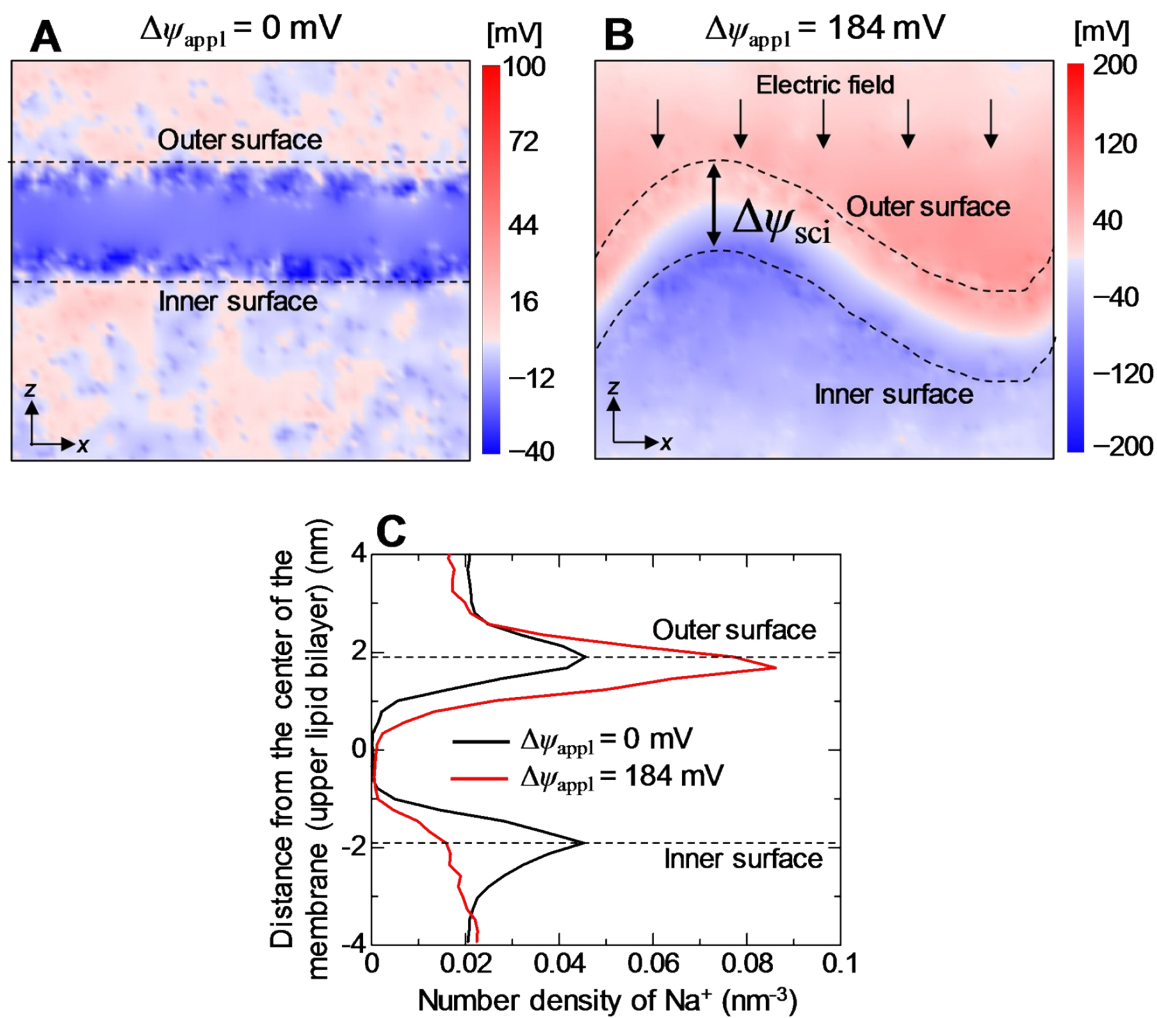 A Δψappl = 0 mV [mV]
100
72
44
16
−12
−40
Outer surface
Inner surface
z
x
B Δψappl = 184 mV [mV]
200
120
40
−40
−120
−200
Electric field
Outer surface
Δψsci
Inner surface
z
x
C
Distance from the center of the
membrane (upper lipid bilayer) (nm)
4
2
0
-2
-4
Outer surface
Δψappl = 0 mV
Δψappl = 184 mV
Inner surface
0 0.02 0.04 0.06 0.08 0.1
Number density of Na⁺ (nm⁻³)